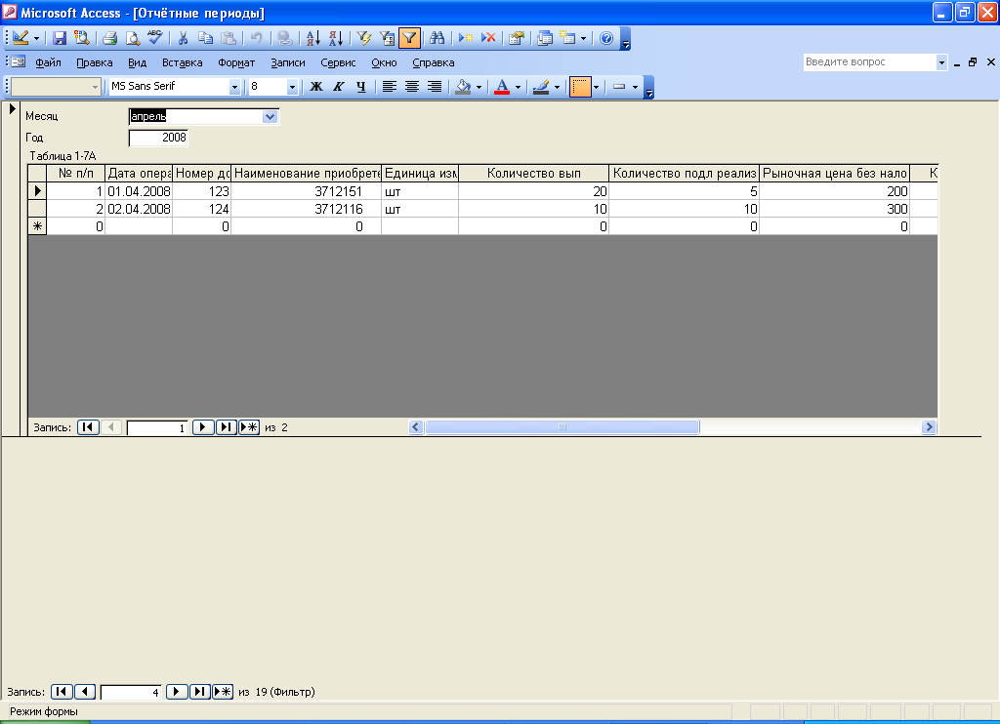 Microsoft Access - [Отчётные периоды]
Файл Правка Вид Вставка Формат Записи Сервис Окно Справка Введите вопрос
MS Sans Serif 8 Ж К Ч
Месяц апрель
Год 2008
Таблица 1-7А
№ п/п Дата опера Номер до Наименование приобрете Единица изм Количество вып Количество подл реализ Рыночная цена без нало К
1 01.04.2008 123 3712151 шт 20 5 200
2 02.04.2008 124 3712116 шт 10 10 300
0 0 0 0 0 0
Запись: 1 из 2
Запись: 4 из 19 (Фильтр)
Режим формы